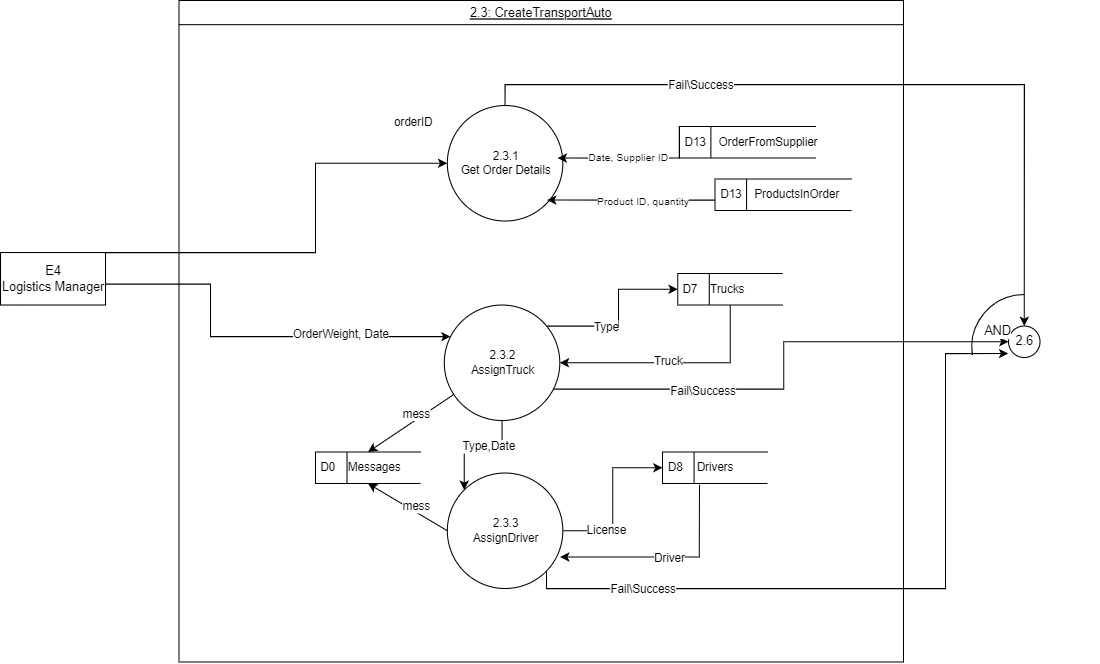 2.3: CreateTransportAuto
Fail\Success
orderID
D13
OrderFromSupplier
2.3.1
Get Order Details
Date, Supplier ID
D13
ProductsInOrder
Product ID, quantity
E4
Logistics Manager
D7
Trucks
Type
OrderWeight, Date
AND
2.6
2.3.2
AssignTruck
Truck
Fail\Success
mess
Type,Date
D0
Messages
D8
Drivers
mess
2.3.3
AssignDriver
License
Driver
Fail\Success